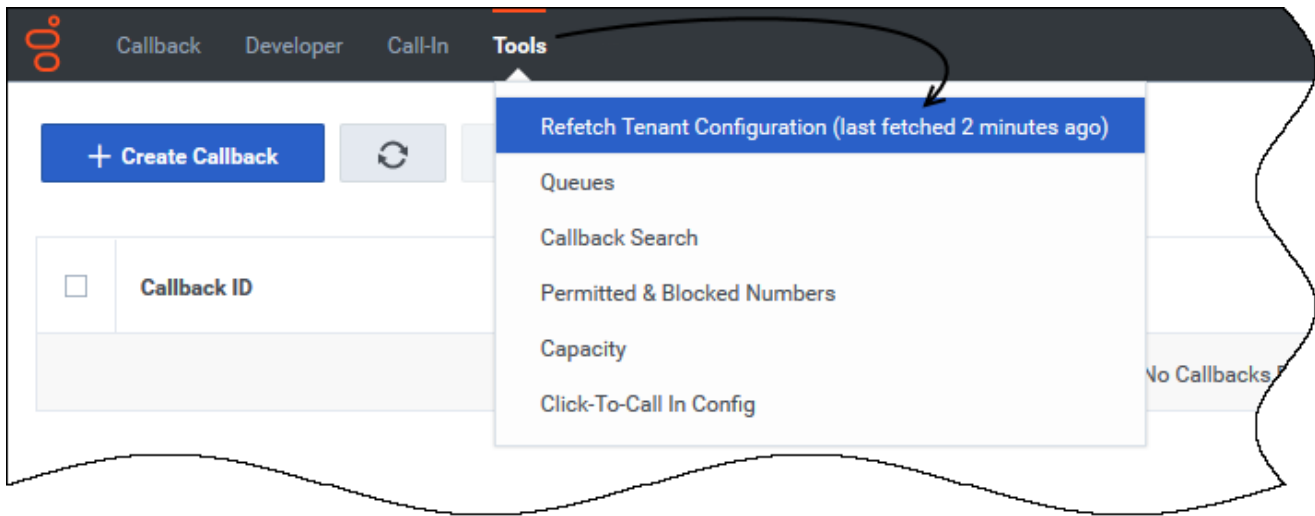 Callback Developer Call-In Tools
Refetch Tenant Configuration (last fetched 2 minutes ago)
+ Create Callback
Queues
Callback Search
Callback ID
Permitted & Blocked Numbers
Capacity
No Callbacks
Click-To-Call In Config